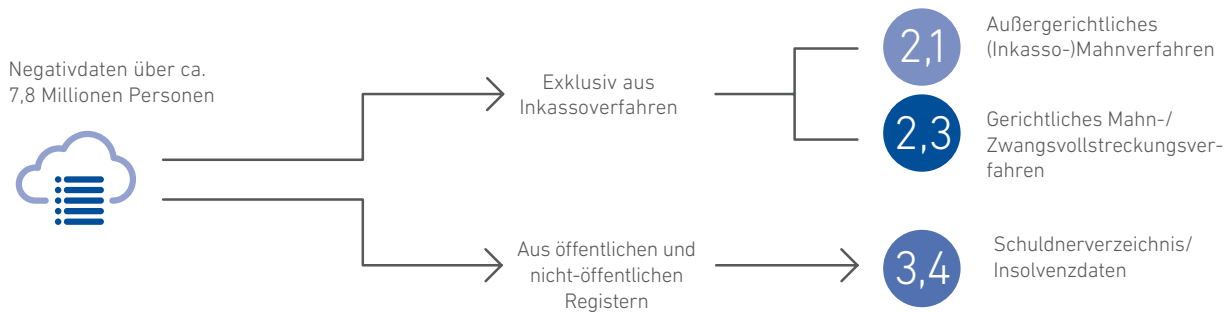 Negativdaten über ca.
7,8 Millionen Personen
Exklusiv aus
Inkassoverfahren
2,1
Außergerichtliches
(Inkasso-)Mahnverfahren
2,3
Gerichtliches Mahn-/
Zwangsvollstreckungsver-
fahren
Aus öffentlichen und
nicht-öffentlichen
Registern
3,4
Schuldnerverzeichnis/
Insolvenzdaten